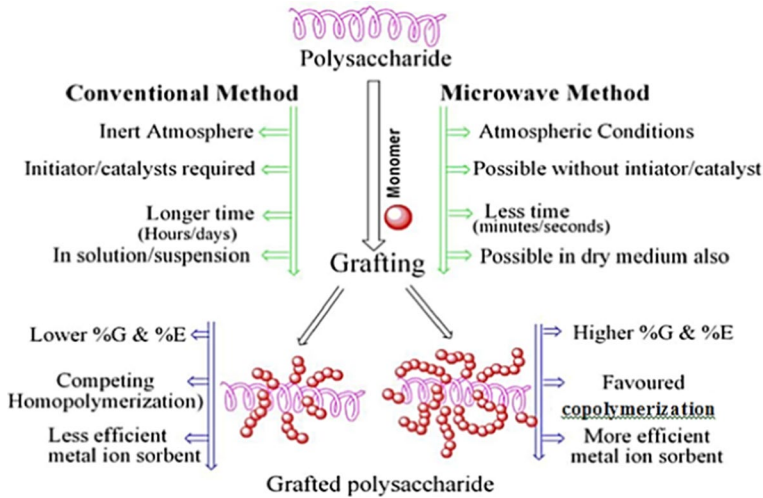 Polysaccharide
Conventional Method
Inert Atmosphere
Initiator/catalysts required
Longer time
(Hours/days)
In solution/suspension
Monomer
Microwave Method
Atmospheric Conditions
Possible without intiator/catalyst
Less time
(minutes/seconds)
Possible in dry medium also
Grafting
Lower %G & %E
Competing
Homopolymerization)
Less efficient
metal ion sorbent
Higher %G & %E
Favoured
copolymerization
More efficient
metal ion sorbent
Grafted polysaccharide